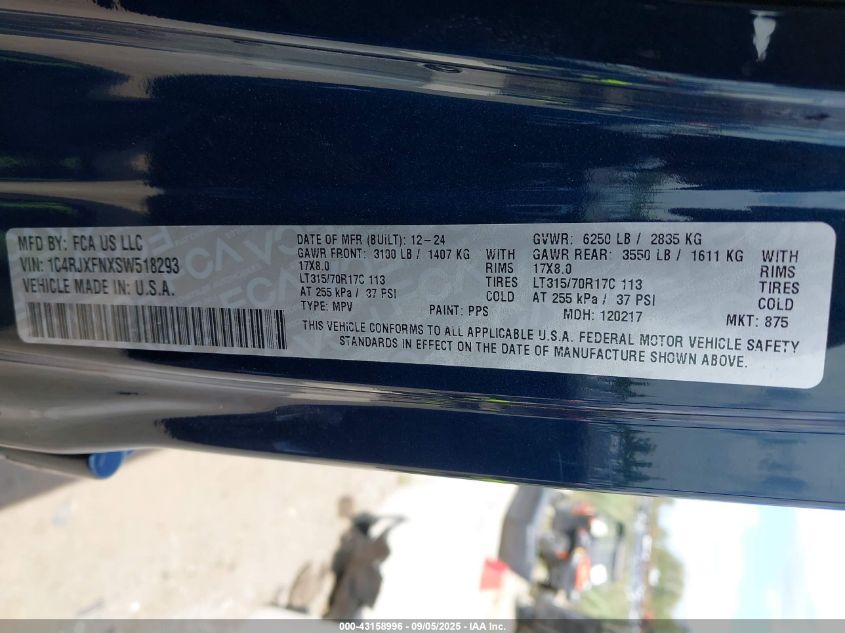 MFD BY: FCA US LLC
VIN: 1C4RJXFNXSW518293
VEHICLE MADE IN: U.S.A.
DATE OF MFR (BUILT): 12-24
GAWR FRONT: 3100 LB / 1407 KG WITH
17X8.0 RIMS
LT315/70R17C 113 TIRES
AT 255 kPa / 37 PSI COLD
TYPE: MPV PAINT: PPS
GVWR: 6250 LB / 2835 KG
GAWR REAR: 3550 LB / 1611 KG WITH
17X8.0 RIMS
LT315/70R17C 113 TIRES
AT 255 kPa / 37 PSI COLD
MDH: 120217 MKT: 875
THIS VEHICLE CONFORMS TO ALL APPLICABLE U.S.A. FEDERAL MOTOR VEHICLE SAFETY
STANDARDS IN EFFECT ON THE DATE OF MANUFACTURE SHOWN ABOVE.
000-43158996 - 09/05/2025 - IAA Inc.